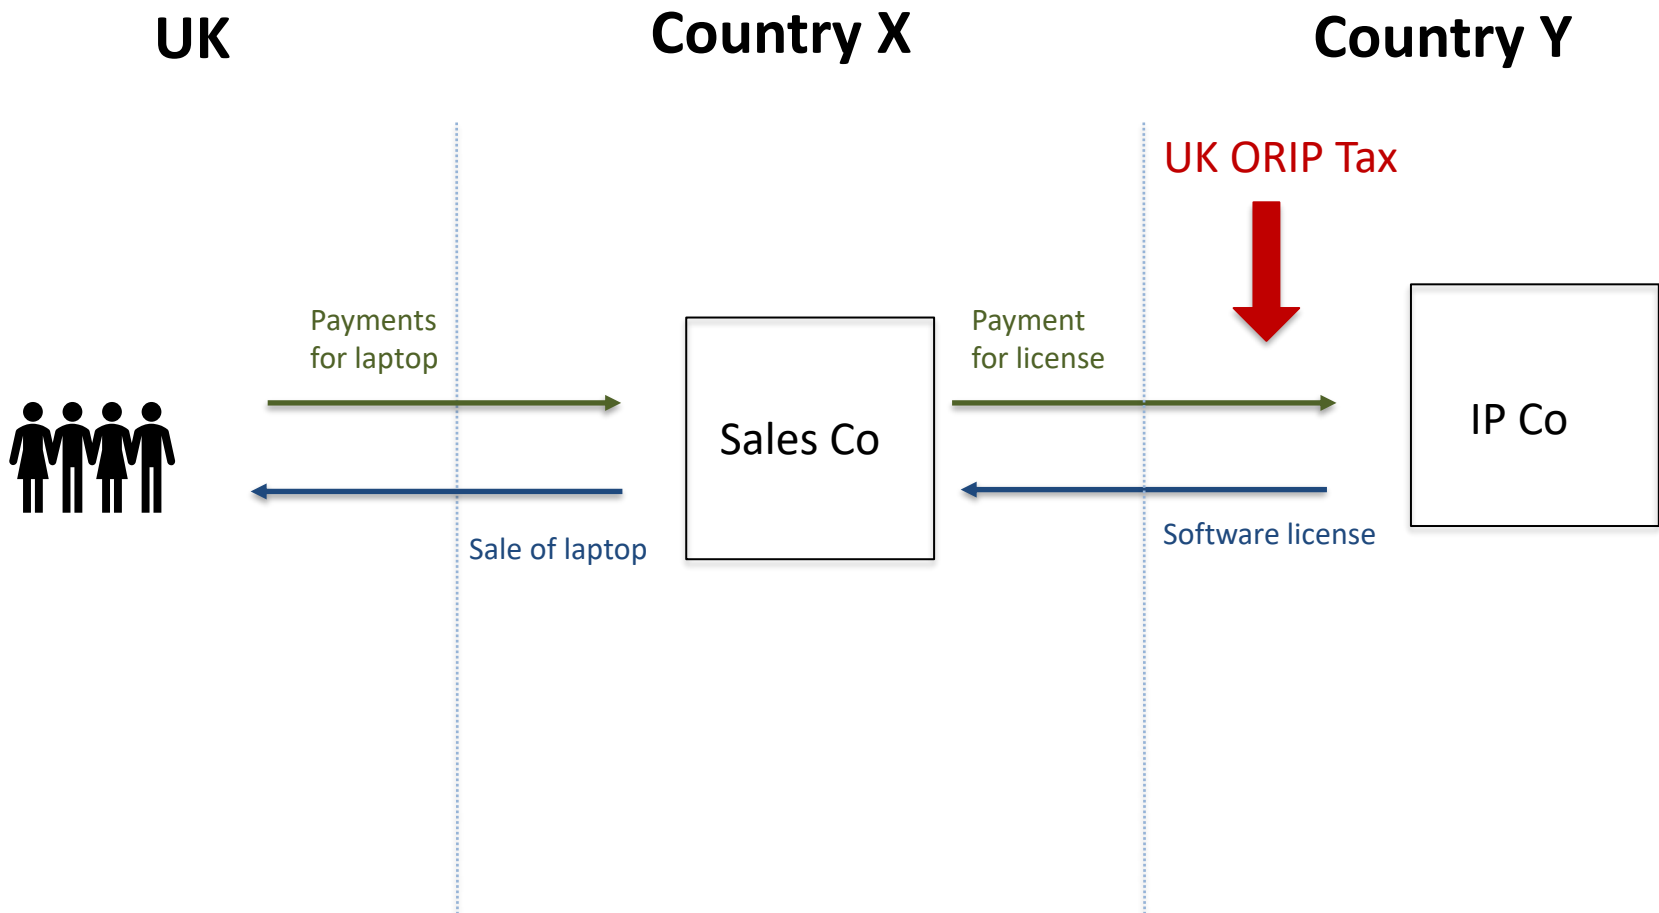 UK
Country X
Country Y
UK ORIP Tax
Payments
for laptop
Payment
for license
Sales Co
IP Co
Sale of laptop
Software license